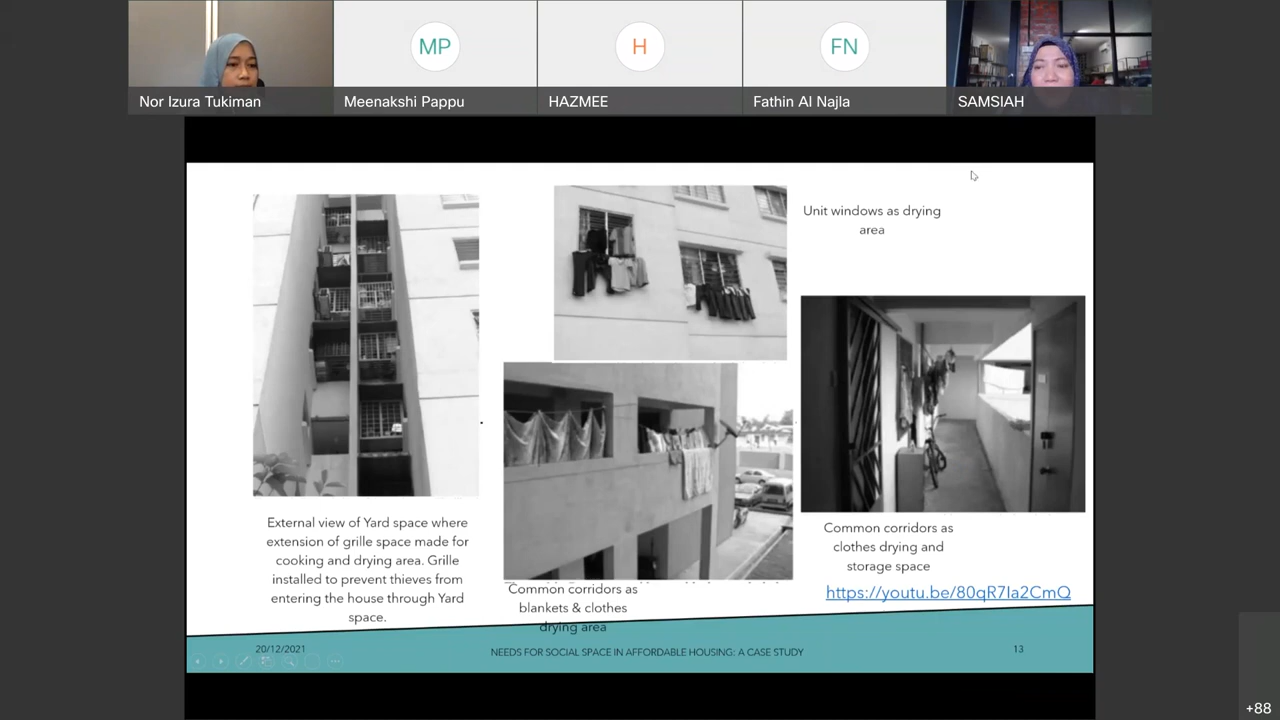 MP
H
FN
Nor Izura Tukiman
Meenakshi Pappu
HAZMEE
Fathin Al Najla
SAMSIAH
Unit windows as drying
area
External view of Yard space where
extension of grille space made for
cooking and drying area. Grille
installed to prevent thieves from
entering the house through Yard
space.
Common corridors as
blankets & clothes
drying area
Common corridors as
clothes drying and
storage space
https://youtu.be/80qR7Ia2CmQ
20/12/2021
NEEDS FOR SOCIAL SPACE IN AFFORDABLE HOUSING: A CASE STUDY
13
+88